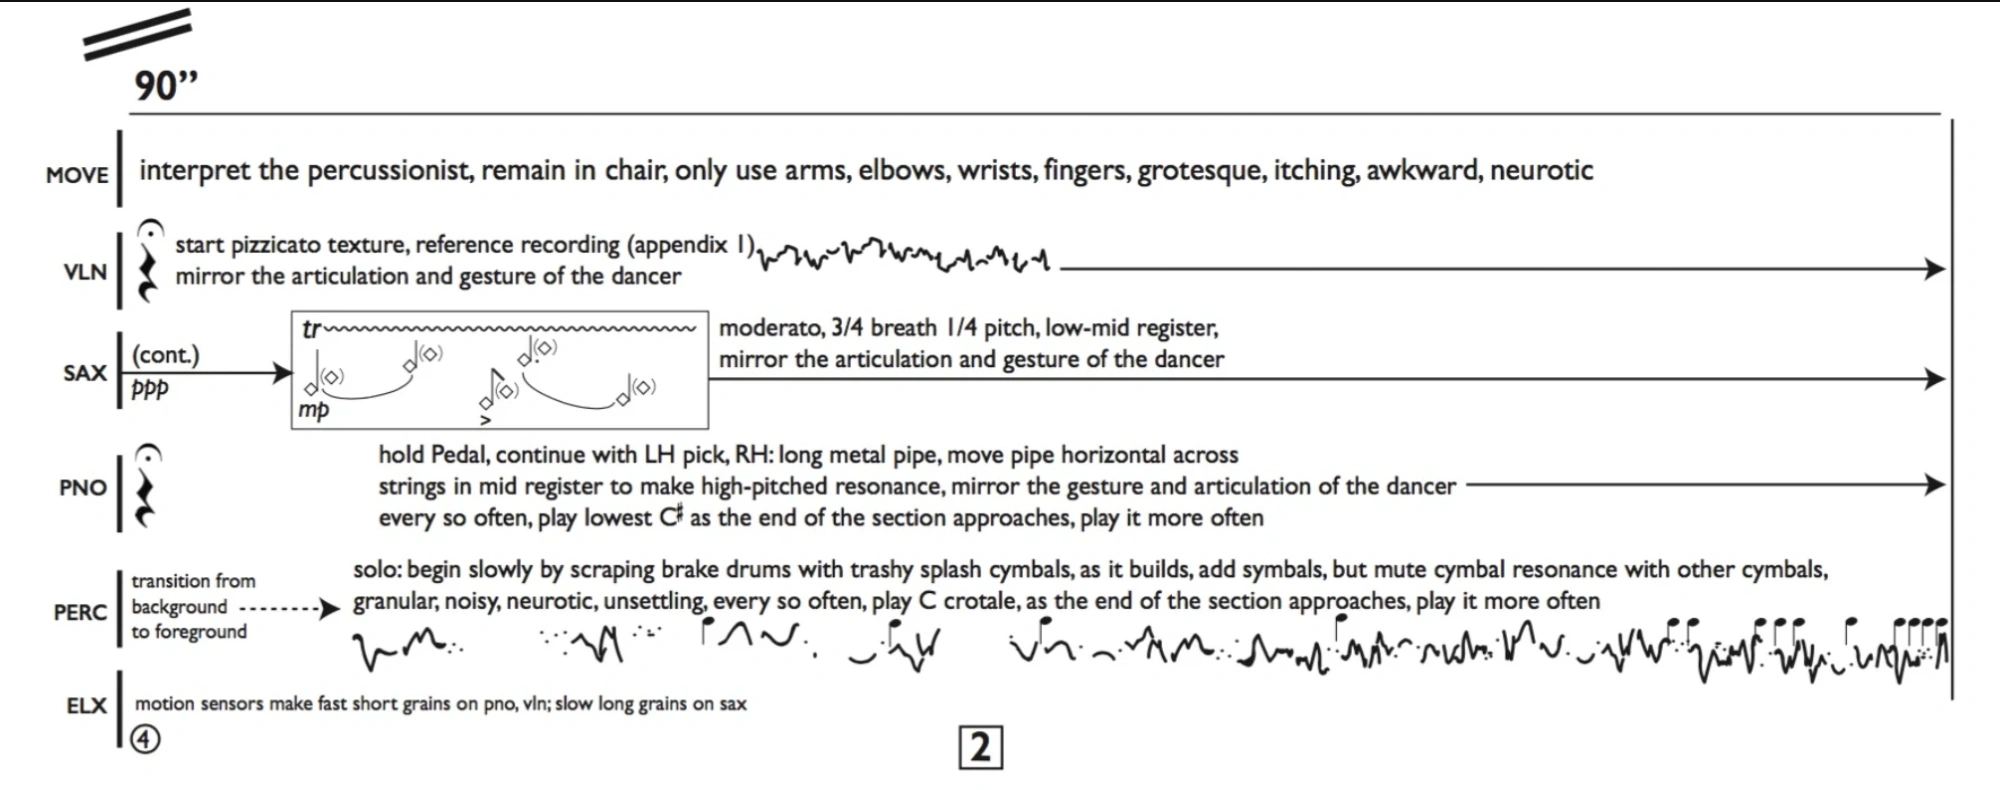 90”
MOVE
interpret the percussionist, remain in chair, only use arms, elbows, wrists, fingers, grotesque, itching, awkward, neurotic
VLN
start pizzicato texture, reference recording (appendix 1)
mirror the articulation and gesture of the dancer
SAX
(cont.)
ppp
tr
mp
moderato, 3/4 breath 1/4 pitch, low-mid register,
mirror the articulation and gesture of the dancer
PNO
hold Pedal, continue with LH pick, RH: long metal pipe, move pipe horizontal across
strings in mid register to make high-pitched resonance, mirror the gesture and articulation of the dancer
every so often, play lowest C♯ as the end of the section approaches, play it more often
PERC
transition from
background
to foreground
solo: begin slowly by scraping brake drums with trashy splash cymbals, as it builds, add symbals, but mute cymbal resonance with other cymbals,
granular, noisy, neurotic, unsettling, every so often, play C crotale, as the end of the section approaches, play it more often
ELX
motion sensors make fast short grains on pno, vln; slow long grains on sax
4
2